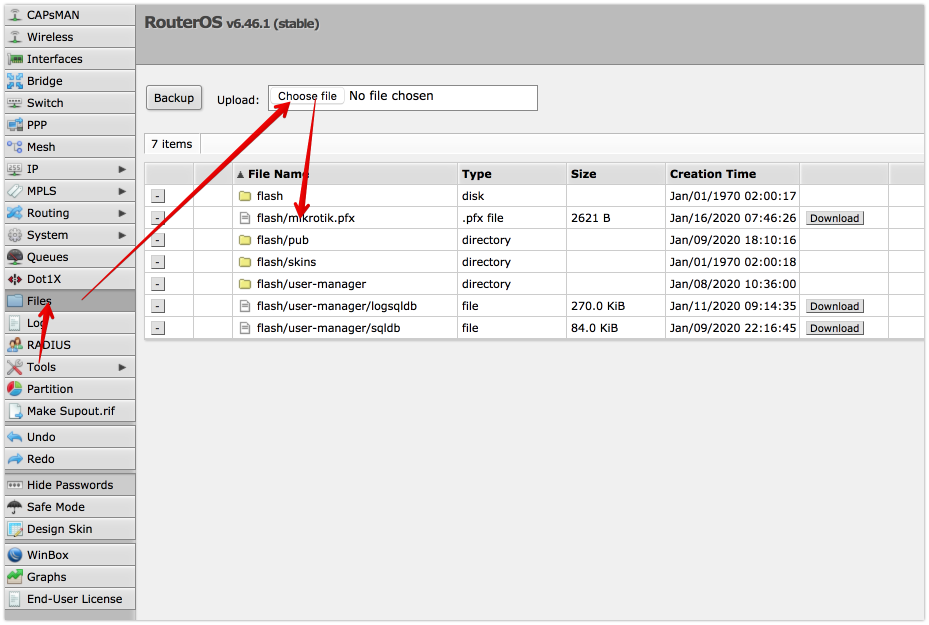 CAPsMAN
Wireless
Interfaces
Bridge
Switch
PPP
Mesh
IP
MPLS
Routing
System
Queues
Dot1X
Files
Log
RADIUS
Tools
Partition
Make Supout.rif
Undo
Redo
Hide Passwords
Safe Mode
Design Skin
WinBox
Graphs
End-User License
RouterOS v6.46.1 (stable)
Backup Upload: Choose file No file chosen
7 items
▲ File Name Type Size Creation Time
- flash disk Jan/01/1970 02:00:17
- flash/mikrotik.pfx .pfx file 2621 B Jan/16/2020 07:46:26 Download
- flash/pub directory Jan/09/2020 18:10:16
- flash/skins directory Jan/01/1970 02:00:18
- flash/user-manager directory Jan/08/2020 10:36:00
- flash/user-manager/logsqldb file 270.0 KiB Jan/11/2020 09:14:35 Download
- flash/user-manager/sqldb file 84.0 KiB Jan/09/2020 22:16:45 Download